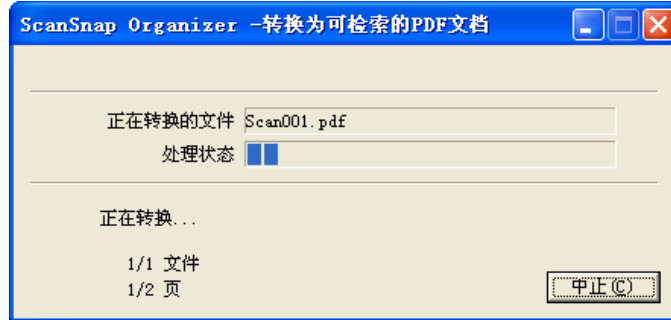 ScanSnap Organizer -转换为可检索的PDF文档
正在转换的文件 Scan001.pdf
处理状态
正在转换...
1/1 文件
1/2 页
中止(C)